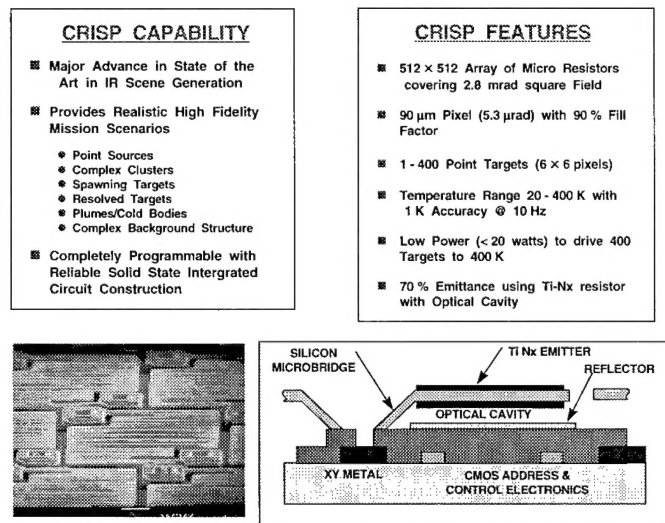 CRISP CAPABILITY
Major Advance in State of the
Art in IR Scene Generation
Provides Realistic High Fidelity
Mission Scenarios
Point Sources
Complex Clusters
Spawning Targets
Resolved Targets
Plumes/Cold Bodies
Complex Background Structure
Completely Programmable with
Reliable Solid State Intergrated
Circuit Construction
CRISP FEATURES
512 × 512 Array of Micro Resistors
covering 2.8 mrad square Field
90 µm Pixel (5.3 µrad) with 90 % Fill
Factor
1 - 400 Point Targets (6 × 6 pixels)
Temperature Range 20 - 400 K with
1 K Accuracy @ 10 Hz
Low Power (< 20 watts) to drive 400
Targets to 400 K
70 % Emittance using Ti-Nx resistor
with Optical Cavity
SILICON
MICROBRIDGE
Ti Nx EMITTER
REFLECTOR
OPTICAL CAVITY
XY METAL
CMOS ADDRESS &
CONTROL ELECTRONICS